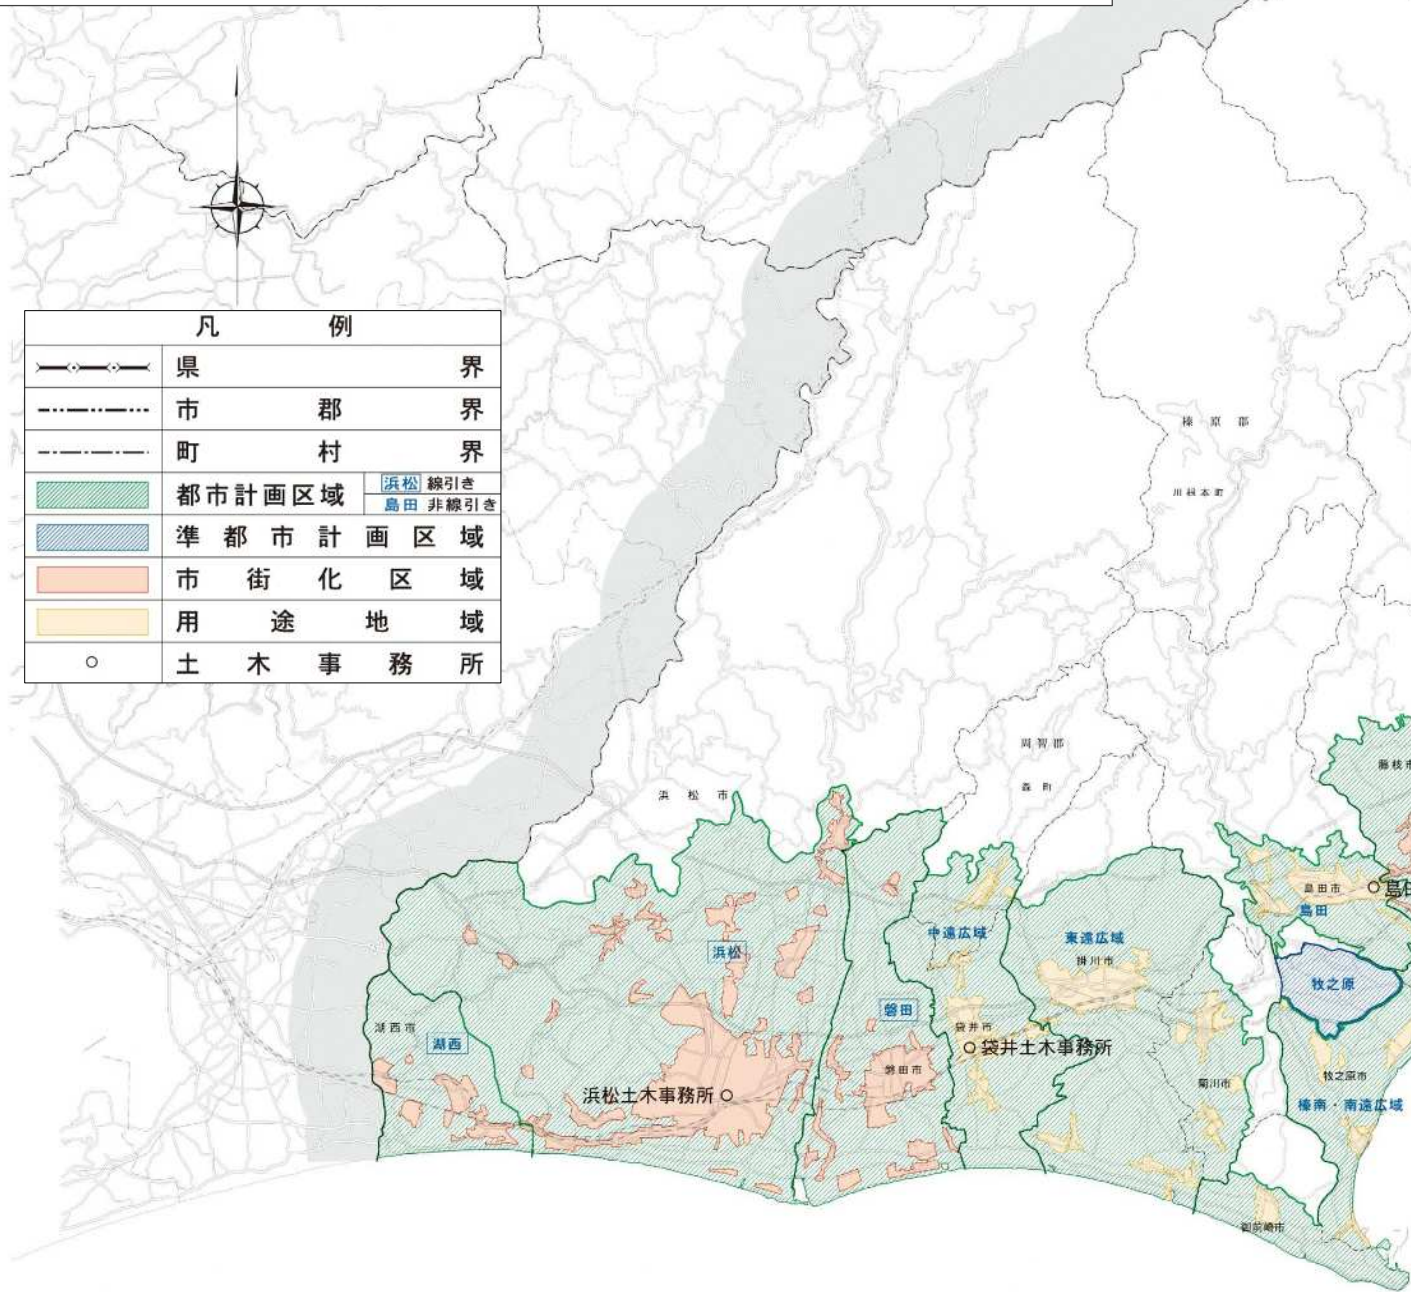 凡例
県界
市郡界
町村界
都市計画区域 浜松 線引き
島田 非線引き
準都市計画区域
市街化区域
用途地域
土木事務所
榛原郡
川根本町
周智郡
森町
藤枝市
浜松市
島田市
島田
島田
中遠広域
東遠広域
掛川市
浜松
牧之原
磐田
湖西市
湖西
袋井市
袋井土木事務所
磐田市
牧之原市
菊川市
浜松土木事務所
榛南・南遠広域
御前崎市